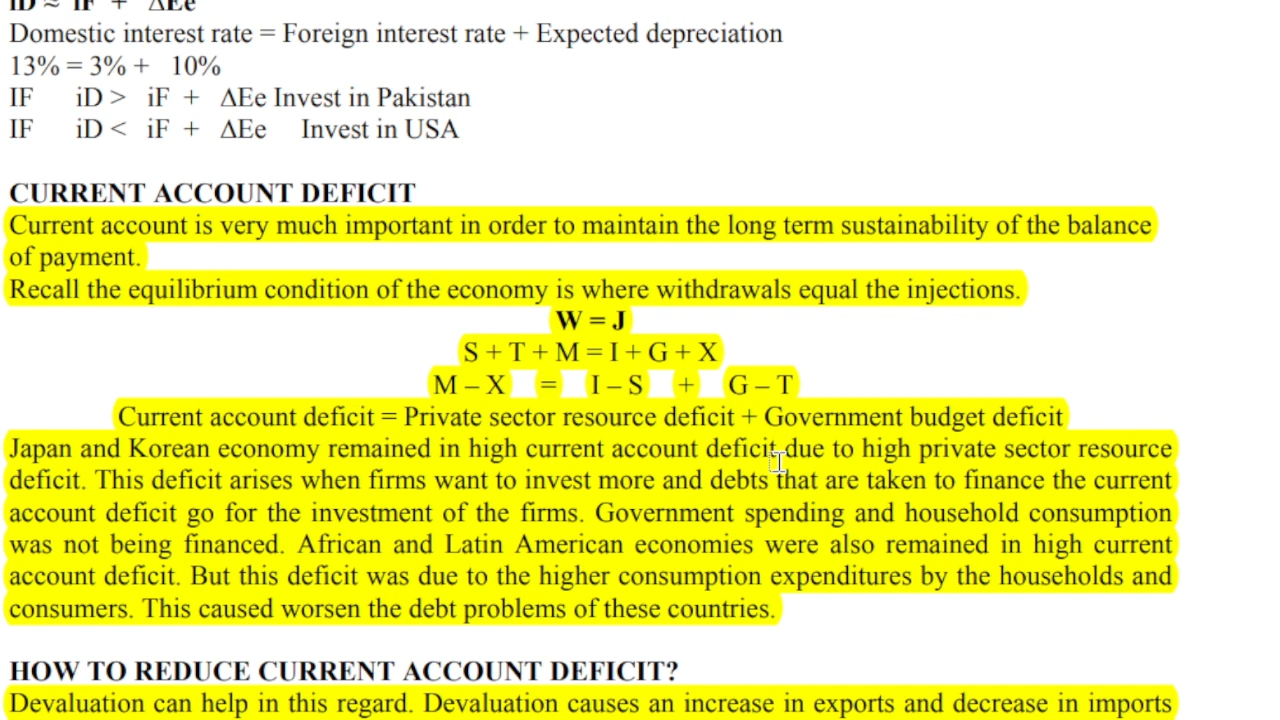 iD ≈ iF + ΔEe
Domestic interest rate = Foreign interest rate + Expected depreciation
13% = 3% + 10%
IF iD > iF + ΔEe Invest in Pakistan
IF iD < iF + ΔEe Invest in USA
CURRENT ACCOUNT DEFICIT
Current account is very much important in order to maintain the long term sustainability of the balance
of payment.
Recall the equilibrium condition of the economy is where withdrawals equal the injections.
W = J
S + T + M = I + G + X
M – X = I – S + G – T
Current account deficit = Private sector resource deficit + Government budget deficit
Japan and Korean economy remained in high current account deficit due to high private sector resource
deficit. This deficit arises when firms want to invest more and debts that are taken to finance the current
account deficit go for the investment of the firms. Government spending and household consumption
was not being financed. African and Latin American economies were also remained in high current
account deficit. But this deficit was due to the higher consumption expenditures by the households and
consumers. This caused worsen the debt problems of these countries.
HOW TO REDUCE CURRENT ACCOUNT DEFICIT?
Devaluation can help in this regard. Devaluation causes an increase in exports and decrease in imports